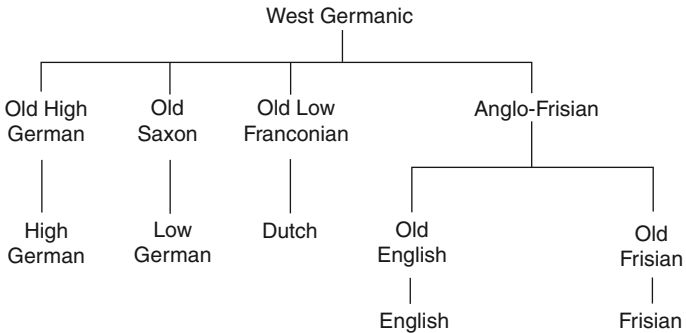 West Germanic
Old High
German
Old
Saxon
Old Low
Franconian
Anglo-Frisian
High
German
Low
German
Dutch
Old
English
Old
Frisian
English
Frisian